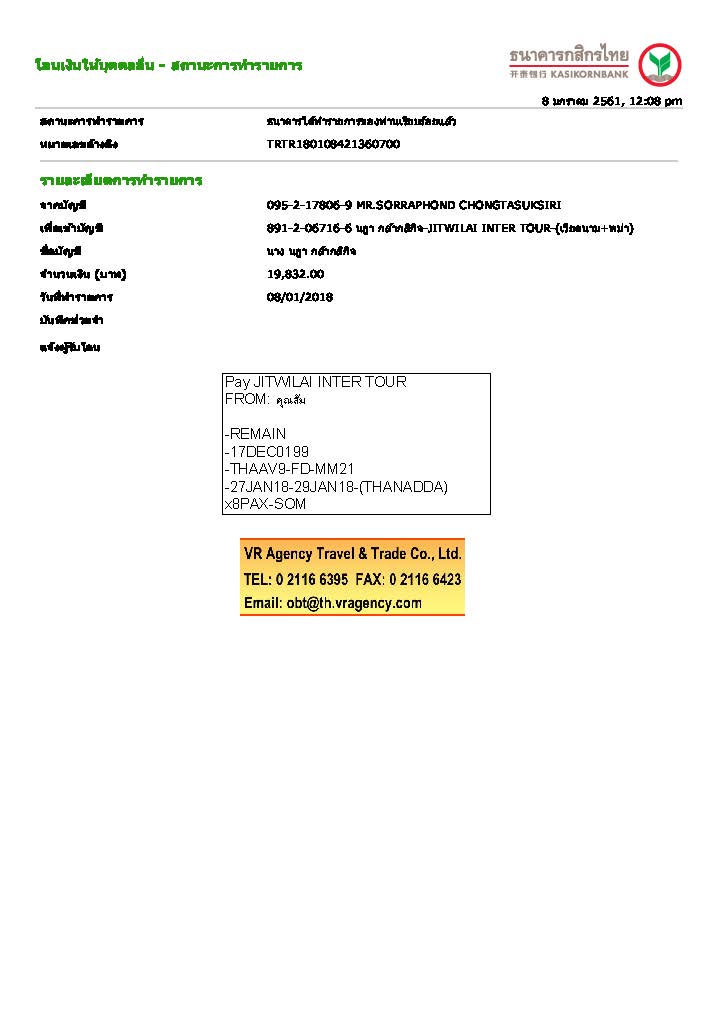 ธนาคารกสิกรไทย
开泰银行 KASIKORNBANK
โอนเงินให้บุคคลอื่น - สถานะการทำรายการ
8 มกราคม 2561, 12:08 pm
สถานะการทำรายการ ธนาคารได้ทำรายการของท่านเรียบร้อยแล้ว
หมายเลขอ้างอิง TRTR180108421360700
รายละเอียดการทำรายการ
จากบัญชี 095-2-17806-9 MR.SORRAPHOND CHONGTASUKSIRI
เพื่อเข้าบัญชี 891-2-06716-6 นฎา กล้ากสิกิจ-JITWILAI INTER TOUR-(เวียดนาม+พม่า)
ชื่อบัญชี นาง นฎา กล้ากสิกิจ
จำนวนเงิน (บาท) 19,832.00
วันที่ทำรายการ 08/01/2018
บันทึกช่วยจำ
แจ้งผู้รับโอน
Pay JITWILAI INTER TOUR
FROM: คุณส้ม
-REMAIN
-17DEC0199
-THAAV9-FD-MM21
-27JAN18-29JAN18-(THANADDA)
x8PAX-SOM
VR Agency Travel & Trade Co., Ltd.
TEL: 0 2116 6395 FAX: 0 2116 6423
Email: obt@th.vragency.com